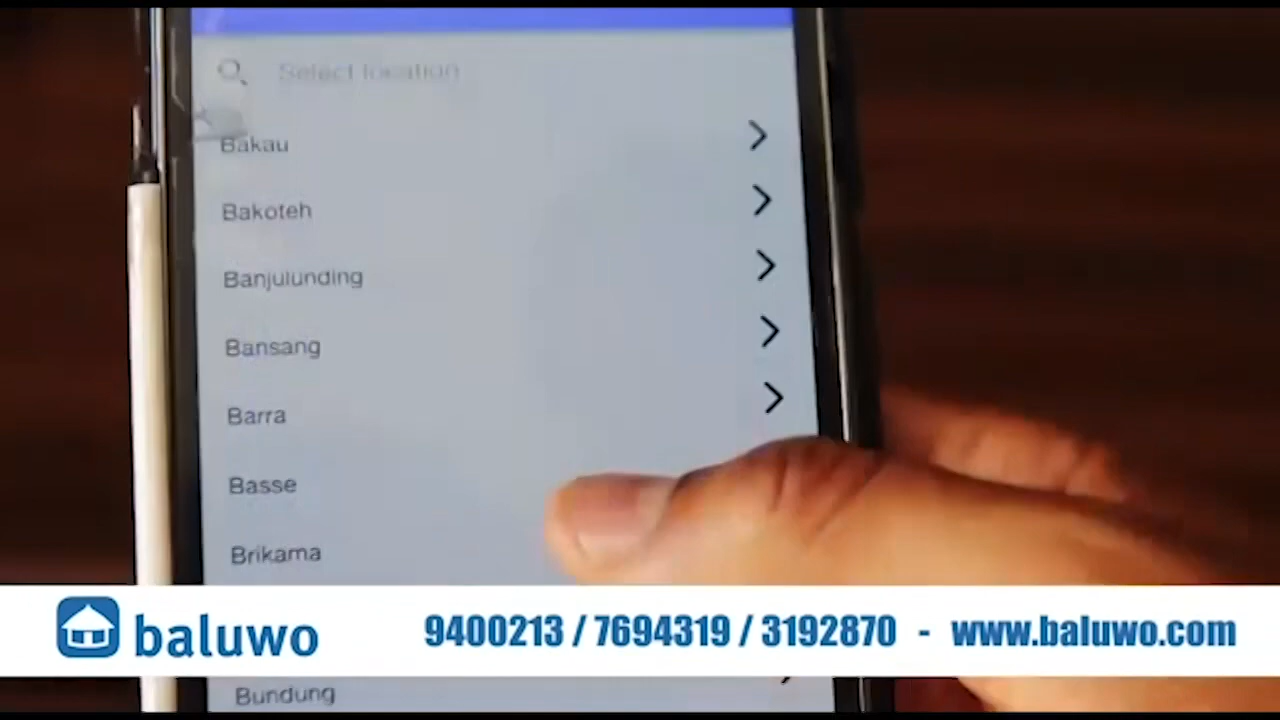 Select location
Bakau
Bakoteh
Banjulunding
Bansang
Barra
Basse
Brikama
baluwo
9400213 / 7694319 / 3192870 - www.baluwo.com
Bundung